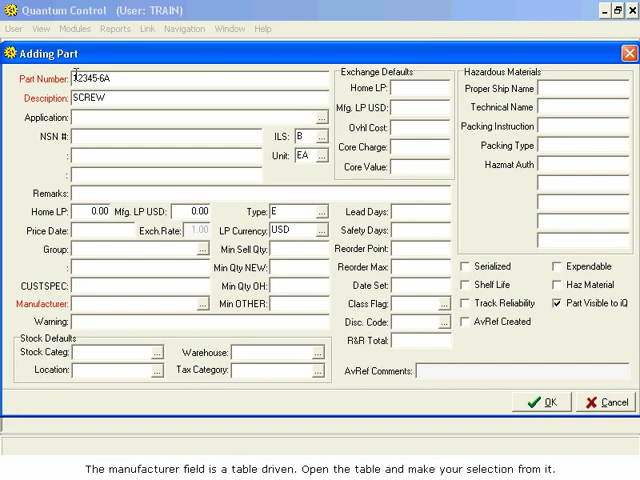 Quantum Control (User: TRAIN)
User View Modules Reports Link Navigation Window Help
Adding Part
Part Number: 12345-6A
Description: SCREW
Application: ...
NSN #:
ILS: B ...
:
Unit: EA ...
:
Remarks:
Home LP: 0.00 Mfg. LP USD: 0.00 Type: E ...
Price Date: Exch.Rate: 1.00 LP Currency: USD ...
Group: ... Min Sell Qty:
: Min Qty NEW:
CUSTSPEC: Min Qty OH:
Manufacturer: ... Min OTHER:
Warning:
Stock Defaults
Stock Categ: ... Warehouse: ...
Location: ... Tax Category: ...
Exchange Defaults
Home LP:
Mfg. LP USD:
Ovhl Cost:
Core Charge:
Core Value:
Lead Days:
Safety Days:
Reorder Point:
Reorder Max:
Date Set:
Class Flag: ...
Disc. Code: ...
R&R Total:
Hazardous Materials
Proper Ship Name
Technical Name
Packing Instruction
Packing Type
Hazmat Auth
Serialized Expendable
Shelf Life Haz Material
Track Reliability Part Visible to iQ
AvRef Created
AvRef Comments:
OK Cancel
The manufacturer field is a table driven. Open the table and make your selection from it.